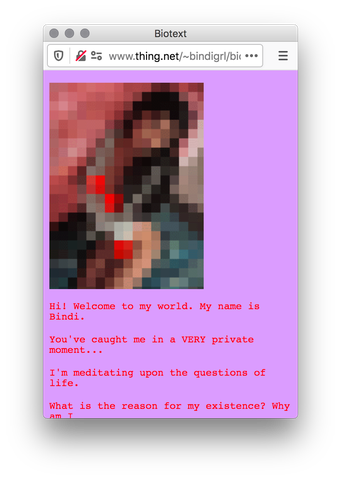 Biotext
www.thing.net/~bindigrl/bi
Hi! Welcome to my world. My name is
Bindi.
You've caught me in a VERY private
moment...
I'm meditating upon the questions of
life.
What is the reason for my existence? Why
am I